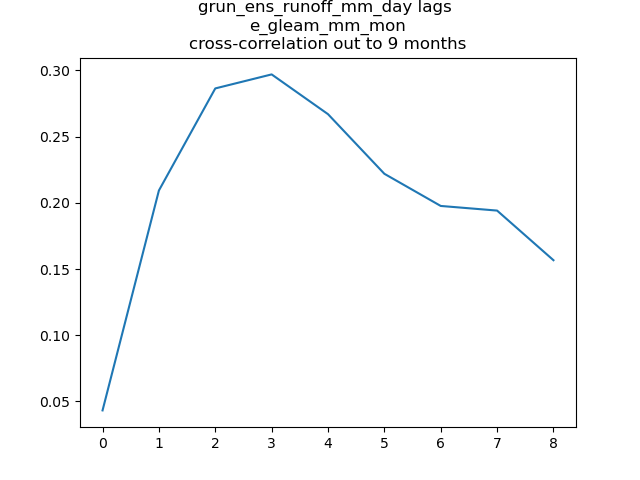 grun_ens_runoff_mm_day lags
e_gleam_mm_mon
cross-correlation out to 9 months
0.30
0.25
0.20
0.15
0.10
0.05
0 1 2 3 4 5 6 7 8